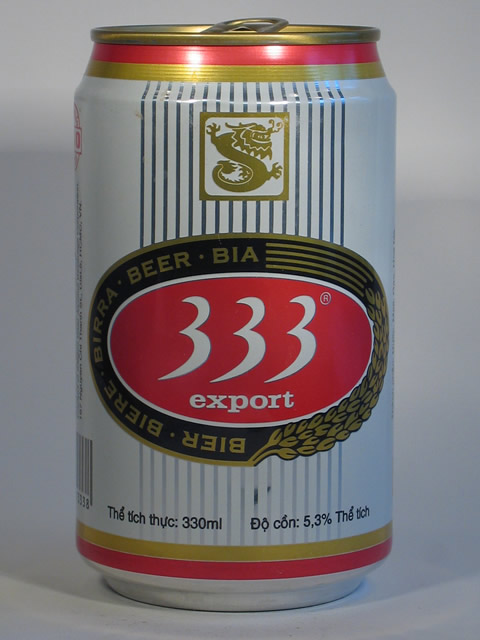 BIER · BIERE · BIRRA · BEER · BIA
333 ®
export
Thể tích thực: 330ml
Độ cồn: 5,3% Thể tích